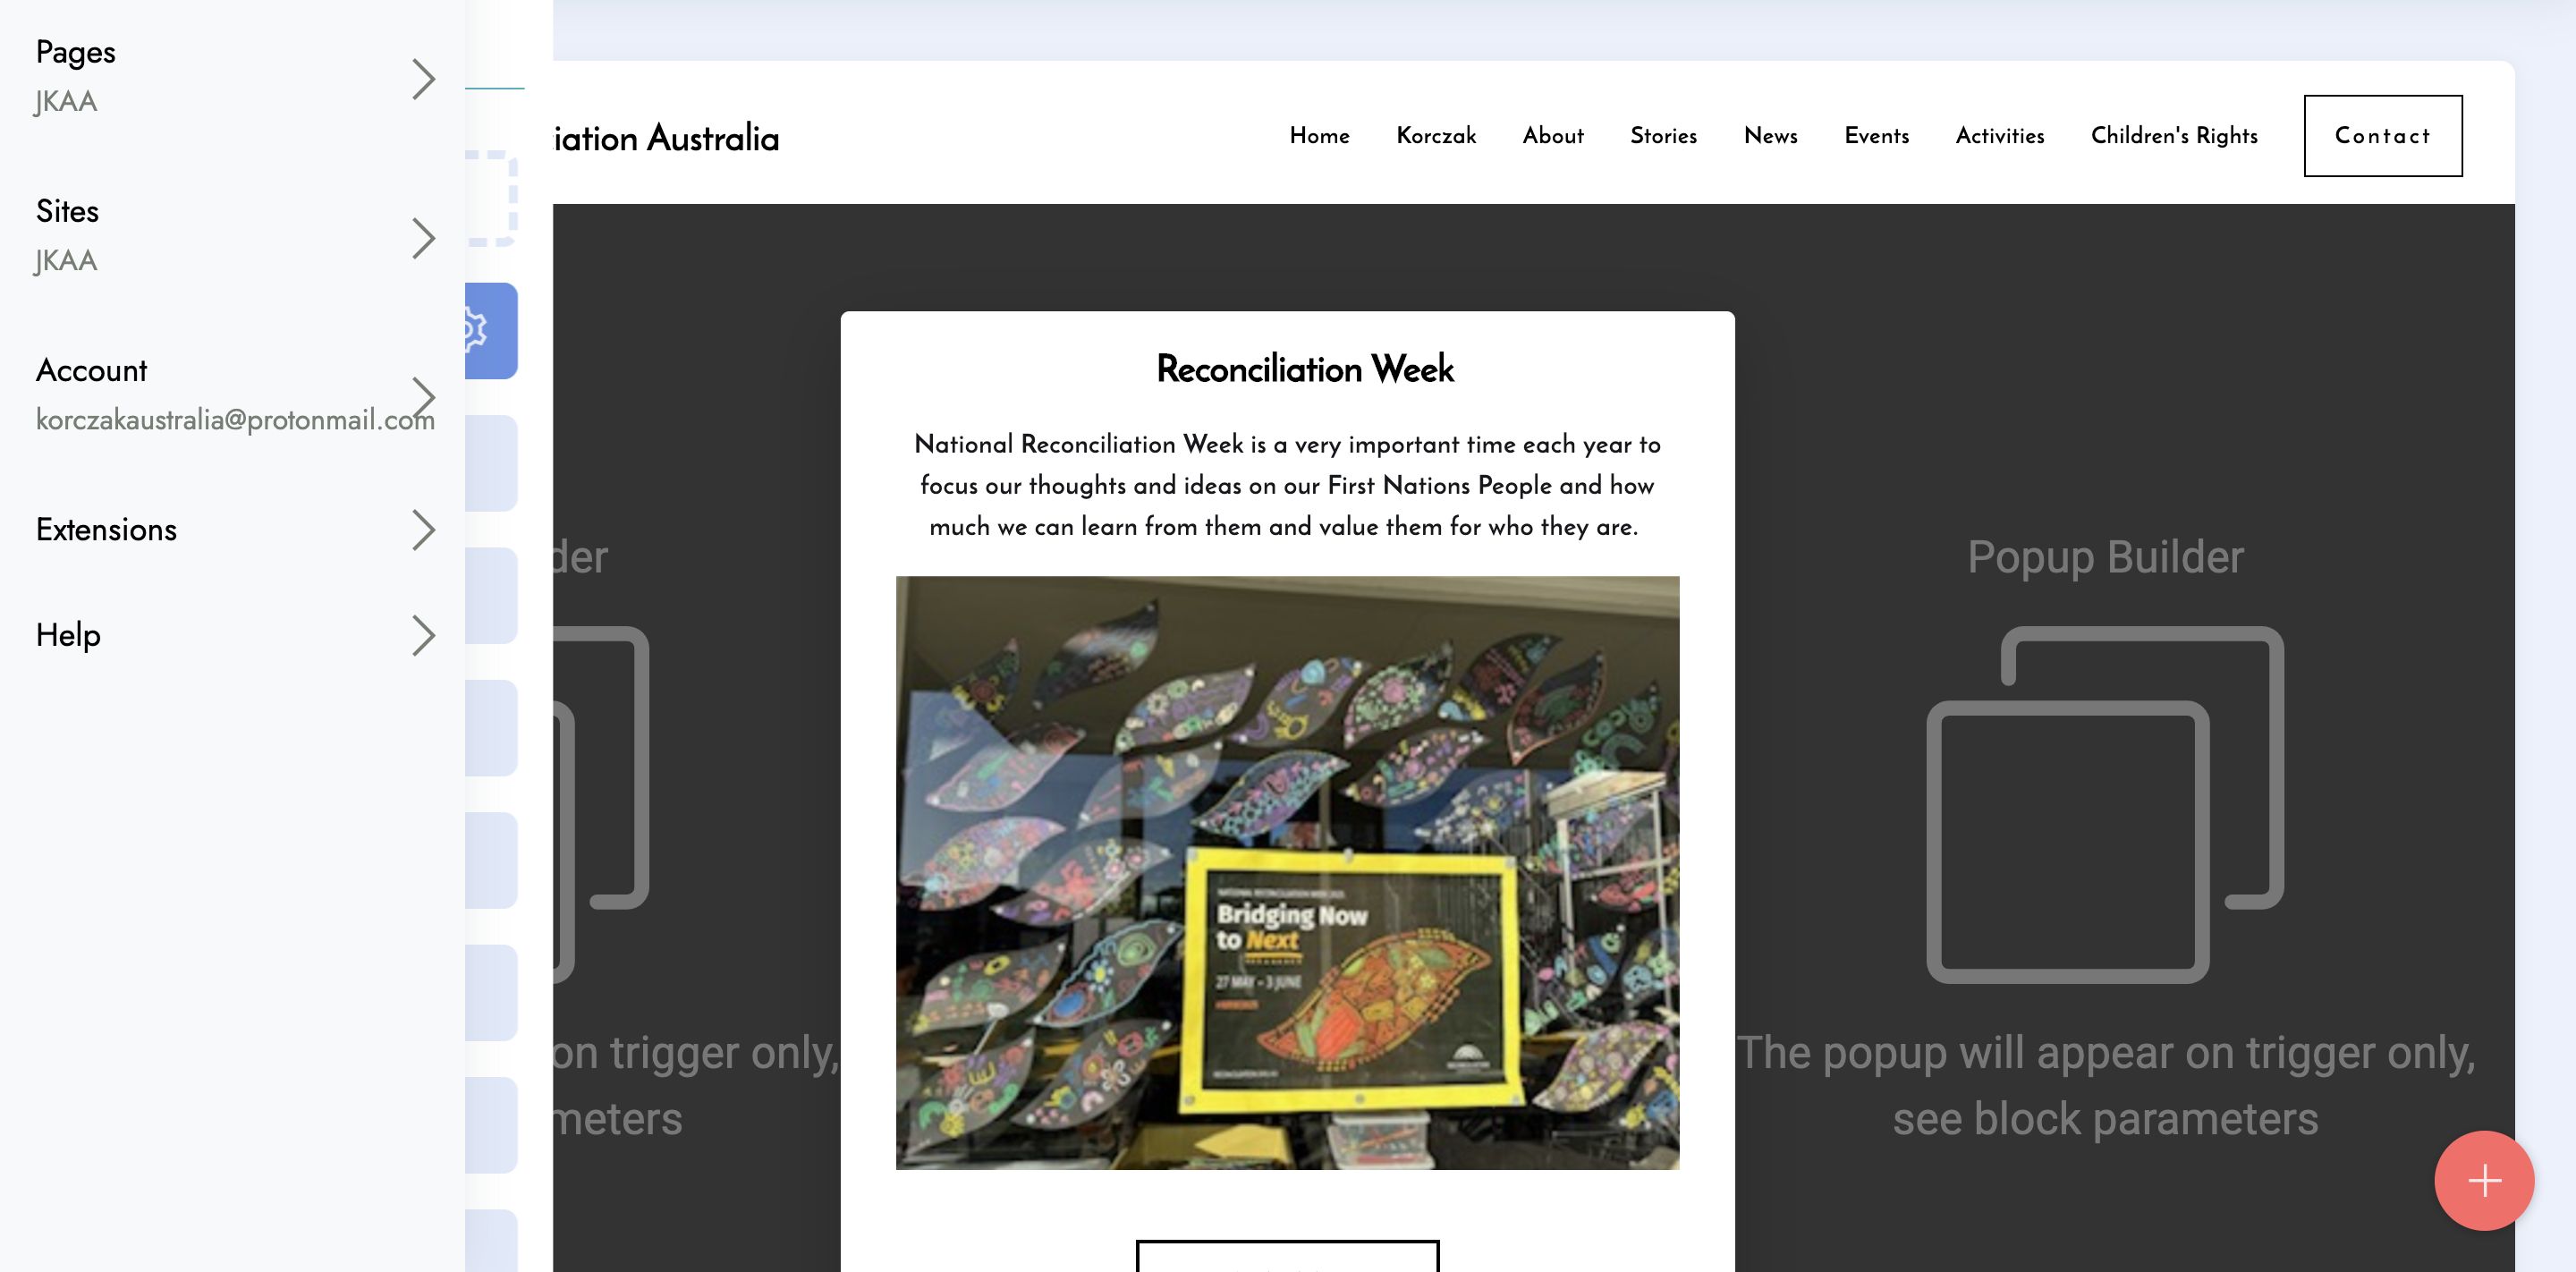 Pages
JKAA
Sites
JKAA
Account
korczakaustralia@protonmail.com
Extensions
Help
iation Australia
Home Korczak About Stories News Events Activities Children's Rights Contact
Reconciliation Week
National Reconciliation Week is a very important time each year to
focus our thoughts and ideas on our First Nations People and how
much we can learn from them and value them for who they are.
NATIONAL RECONCILIATION WEEK 2025
Bridging Now
to Next
27 MAY – 3 JUNE
der
on trigger only,
meters
Popup Builder
The popup will appear on trigger only,
see block parameters